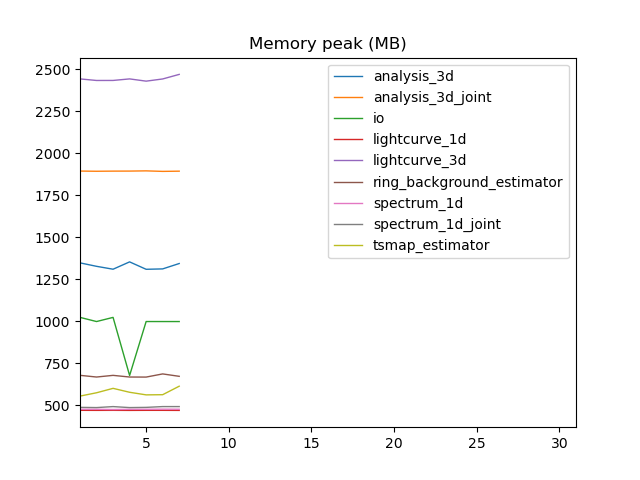 Memory peak (MB)
2500
2250
2000
1750
1500
1250
1000
750
500
5
10
15
20
25
30
analysis_3d
analysis_3d_joint
io
lightcurve_1d
lightcurve_3d
ring_background_estimator
spectrum_1d
spectrum_1d_joint
tsmap_estimator